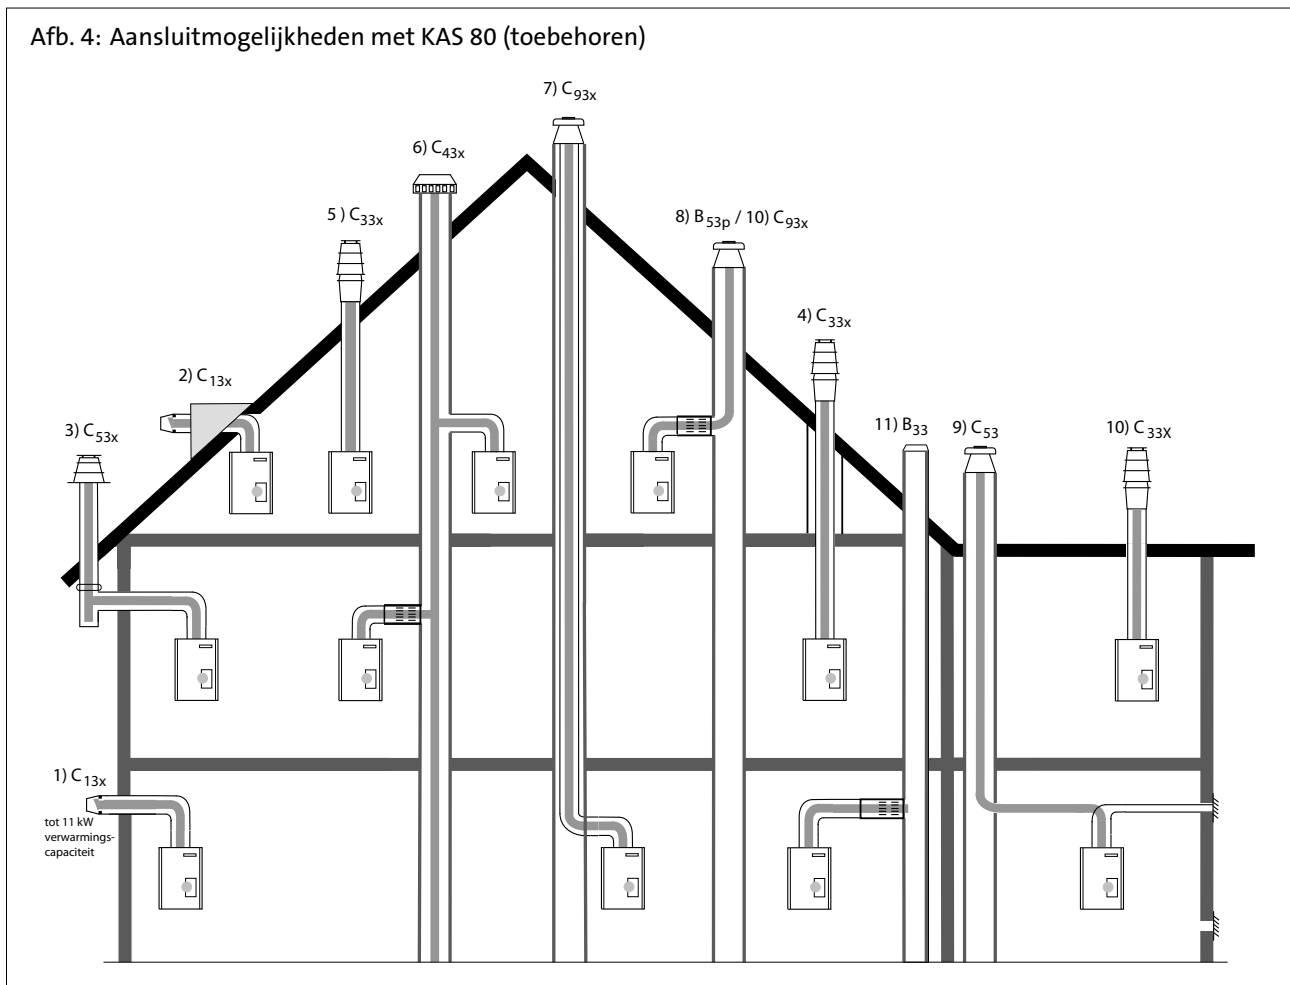 Afb. 4: Aansluitmogelijkheden met KAS 80 (toebehoren)
7) C93x
6) C43x
5 ) C33x
8) B53p / 10) C93x
4) C33x
2) C13x
3) C53x
11) B33
9) C53
10) C33X
1) C13x
tot 11 kW
verwarmings-
capaciteit